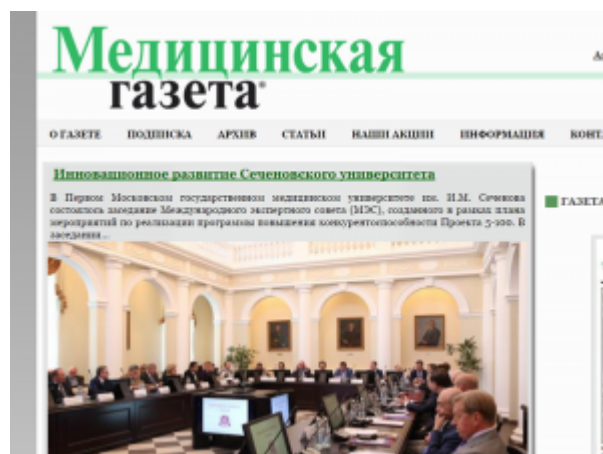 Медицинская
газета®
О ГАЗЕТЕ ПОДПИСКА АРХИВ СТАТЬИ НАШИ АКЦИИ ИНФОРМАЦИЯ КОНТ
Инновационное развитие Сеченовского университета
В Первом Московском государственном медицинском университете им. И.М. Сеченова
состоялось заседание Международного экспертного совета (МЭС), созданного в рамках плана
мероприятий по реализации программы повышения конкурентоспособности Проекта 5-100. В
заседании...
ГАЗЕТА